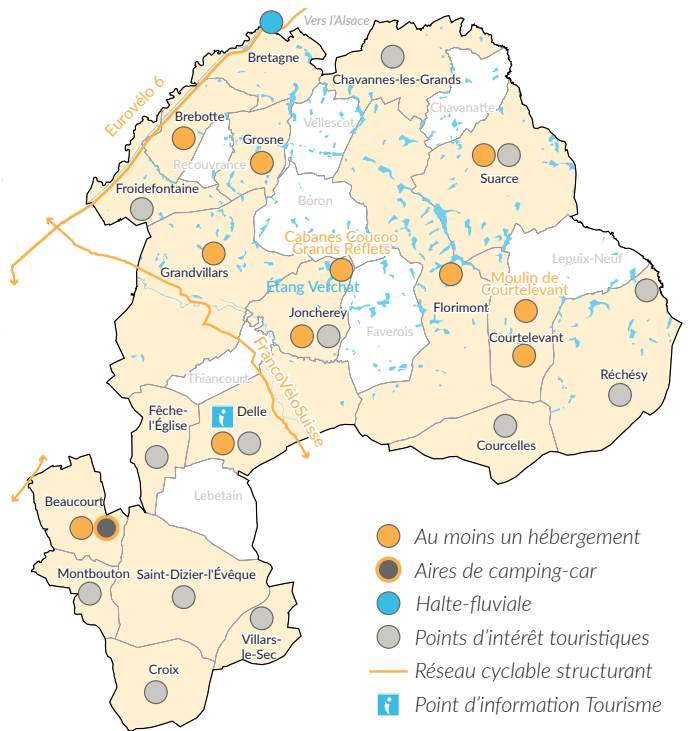 Vers l'Alsace
Bretagne
Chavannes-les-Grands
Eurovélo 6
Chavanatte
Brebotte
Vellescot
Grosne
Recouvrance
Suarce
Froidefontaine
Bôron
Cabanes Coucoo
Grands Reflets
Grandvillars
Lepuix-Neuf
Étang Verchat
Moulin de
Courtelevant
Florimont
Joncherey
Faverois
Courtelevant
FrancoVéloSuisse
Thiancourt
Réchésy
Fêche-
l'Église
Delle
Courcelles
Lebetain
Beaucourt
Montbouton
Saint-Dizier-l'Évêque
Villars-
le-Sec
Croix
Au moins un hébergement
Aires de camping-car
Halte-fluviale
Points d'intérêt touristiques
Réseau cyclable structurant
Point d'information Tourisme